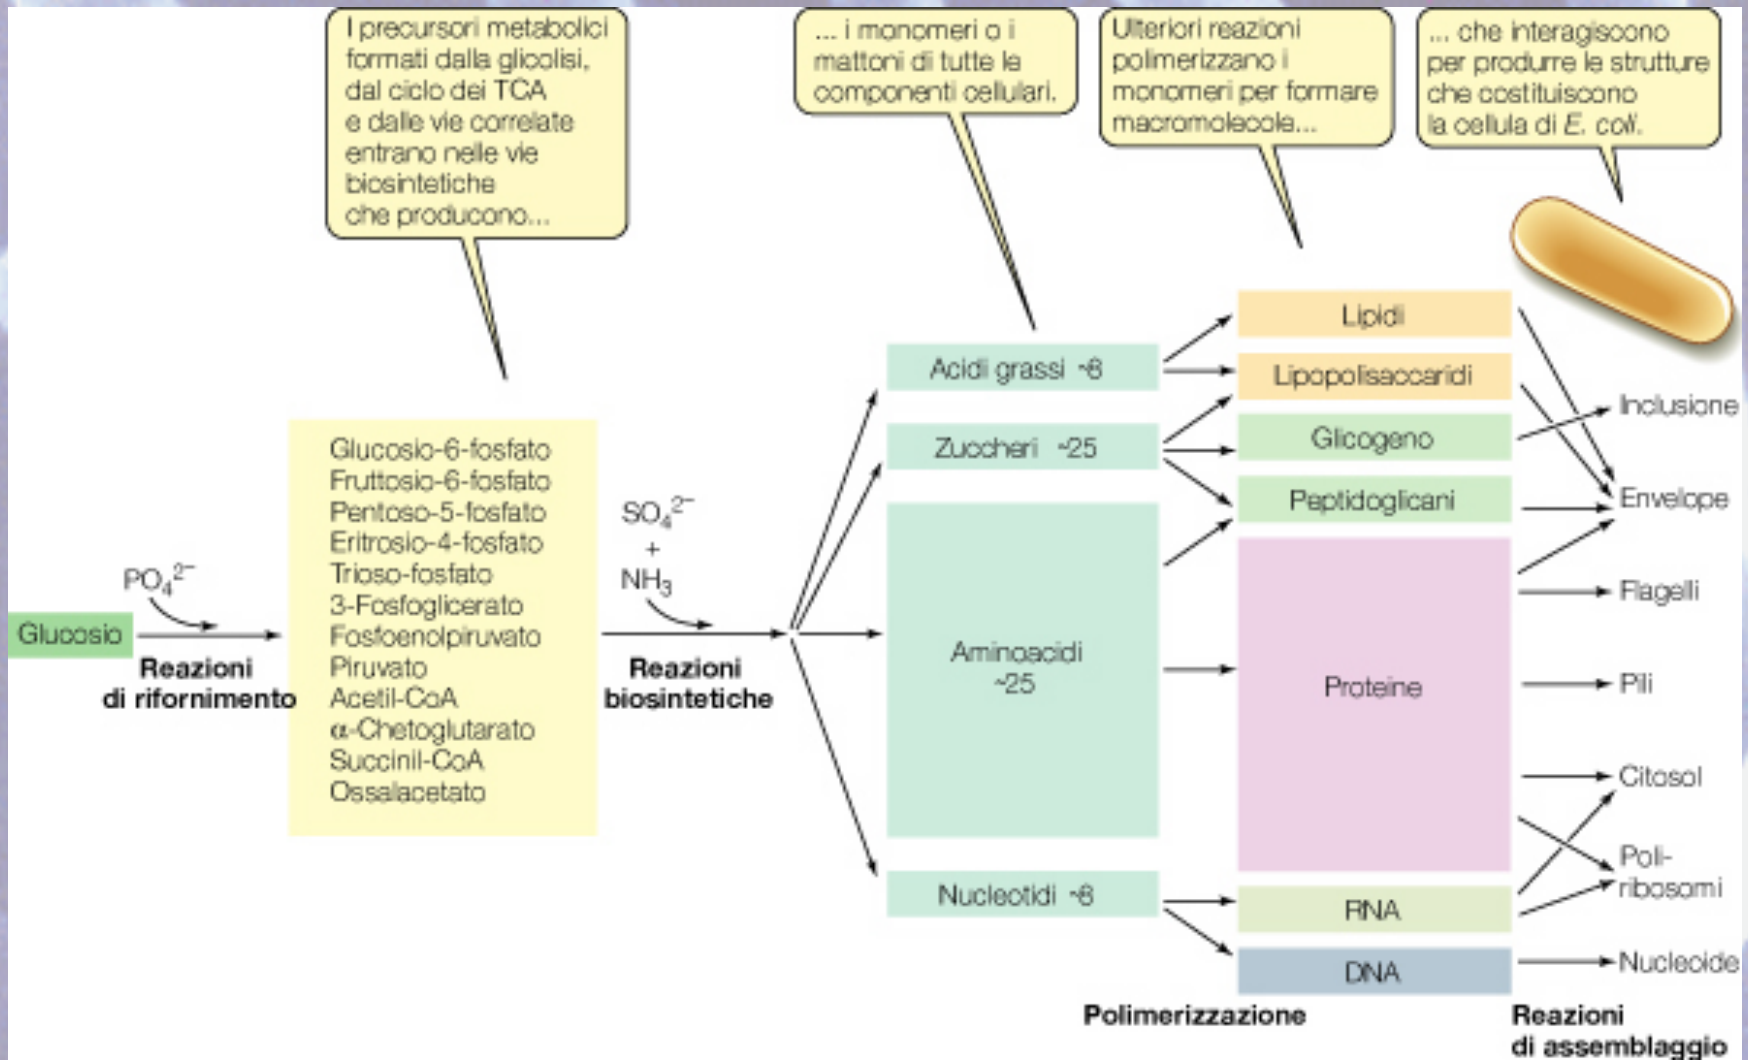 I precursori metabolici
formati dalla glicolisi,
dal ciclo dei TCA
e dalle vie correlate
entrano nelle vie
biosintetiche
che producono...
... i monomeri o i
mattoni di tutte le
componenti cellulari.
Ulteriori reazioni
polimerizzano i
monomeri per formare
macromolecole...
... che interagiscono
per produrre le strutture
che costituiscono
la cellula di E. coli.
Glucosio
PO₄²⁻
Reazioni
di rifornimento
Glucosio-6-fosfato
Fruttosio-6-fosfato
Pentoso-5-fosfato
Eritrosio-4-fosfato
Trioso-fosfato
3-Fosfoglicerato
Fosfoenolpiruvato
Piruvato
Acetil-CoA
α-Chetoglutarato
Succinil-CoA
Ossalacetato
SO₄²⁻
+
NH₃
Reazioni
biosintetiche
Acidi grassi ~8
Zuccheri ~25
Aminoacidi
~25
Nucleotidi ~8
Lipidi
Lipopolisaccaridi
Glicogeno
Peptidoglicani
Proteine
RNA
DNA
Polimerizzazione
Inclusione
Envelope
Flagelli
Pili
Citosol
Poli-
ribosomi
Nucleoide
Reazioni
di assemblaggio